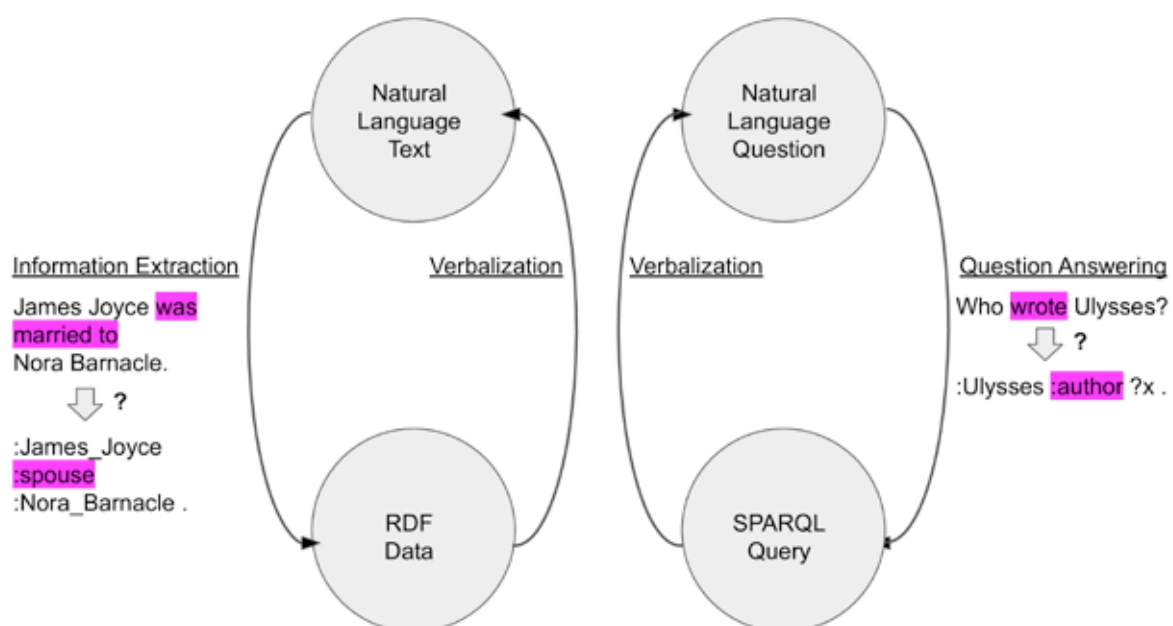 Natural
Language
Text
Natural
Language
Question
Information Extraction
James Joyce was
married to
Nora Barnacle.
?
:James_Joyce
:spouse
:Nora_Barnacle .
Verbalization
Verbalization
Question Answering
Who wrote Ulysses?
?
:Ulysses :author ?x .
RDF
Data
SPARQL
Query